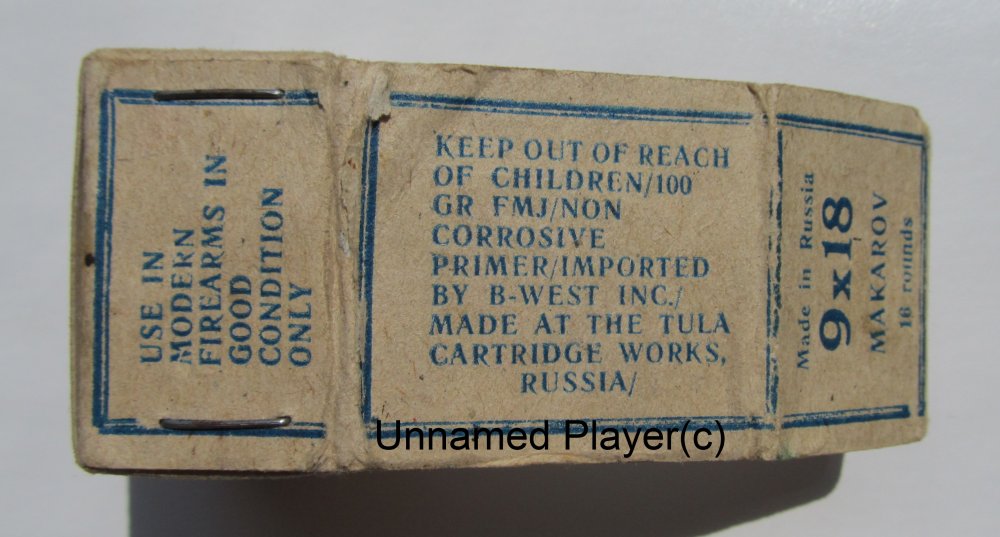 USE IN
MODERN
FIREARMS IN
GOOD
CONDITION
ONLY
KEEP OUT OF REACH
OF CHILDREN/100
GR FMJ/NON
CORROSIVE
PRIMER/IMPORTED
BY B-WEST INC./
MADE AT THE TULA
CARTRIDGE WORKS,
RUSSIA/
Made in Russia
9x18
MAKAROV
16 rounds
Unnamed Player(c)